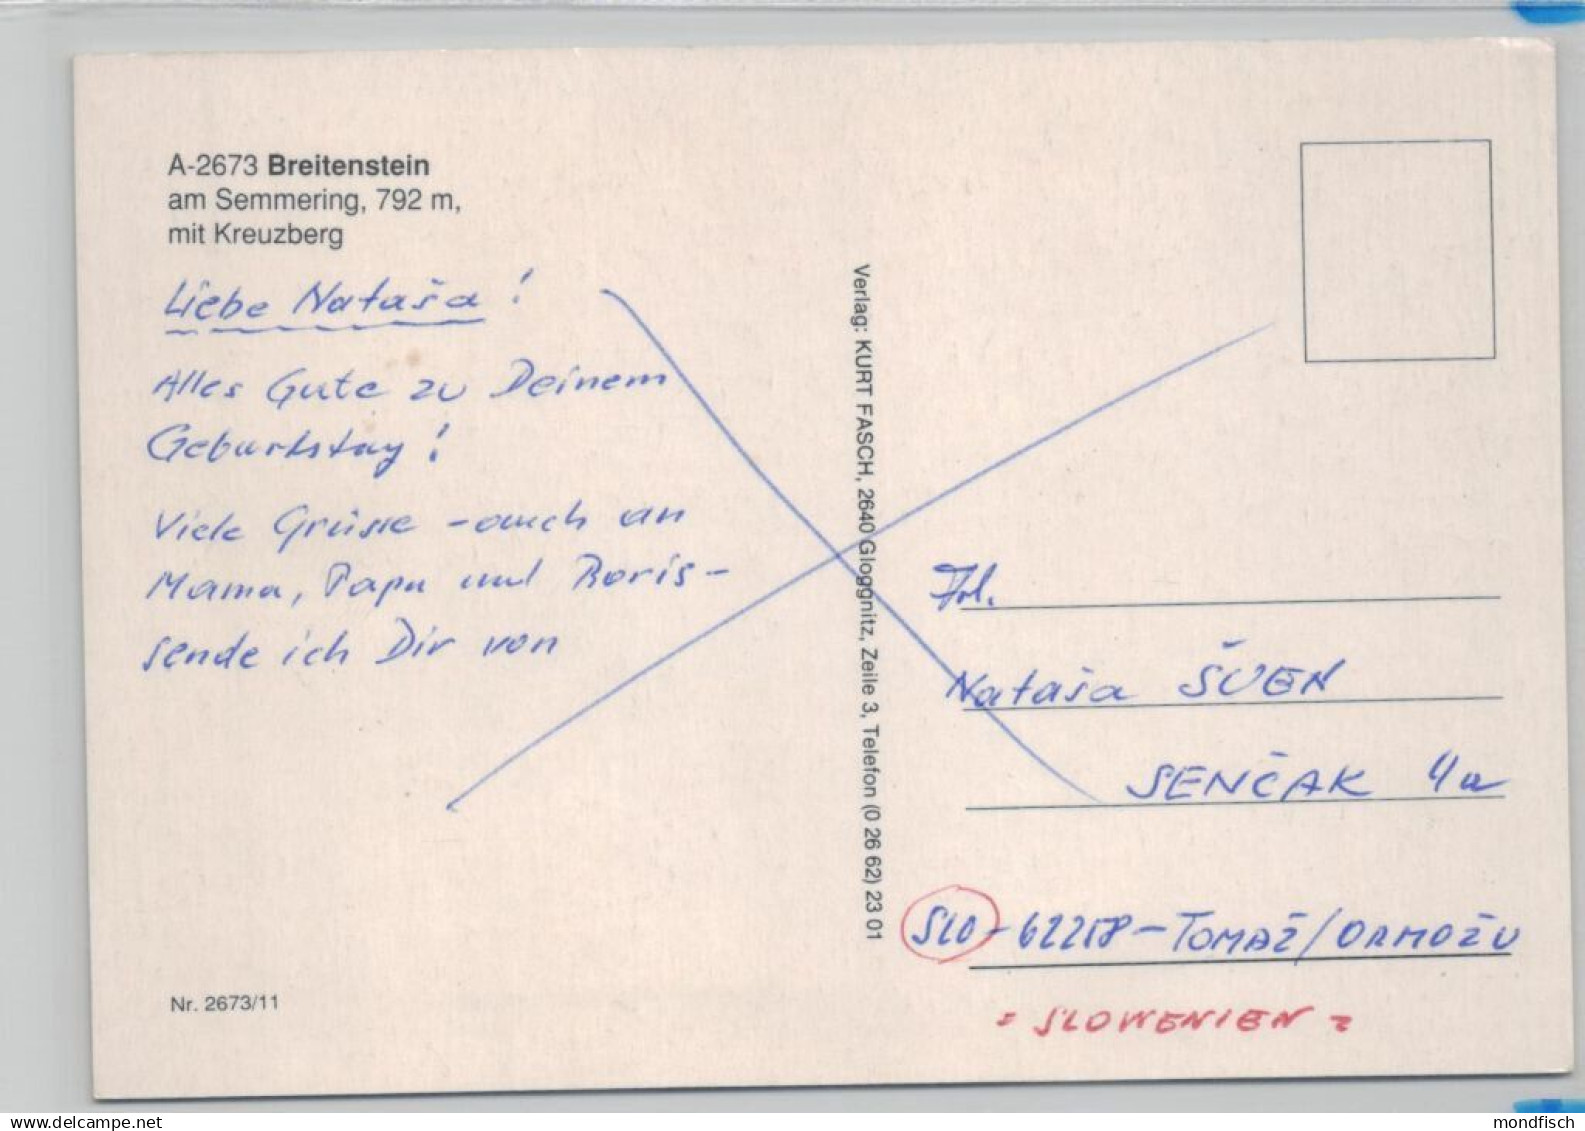 A-2673 Breitenstein
am Semmering, 792 m,
mit Kreuzberg
Liebe Nataša !
Alles Gute zu Deinem
Geburtstag !
Viele Grüsse - auch an
Mama, Papa und Boris -
sende ich Dir von
Nr. 2673/11
Verlag: KURT FASCH, 2640 Gloggnitz, Zeile 3, Telefon (0 26 62) 23 01
Frl.
Nataša ŠUEN
SENČAK 4a
SLO - 62258 - TOMAŽ/ORMOŽU
= SLOWENIEN =
www.delcampe.net
mondfisch